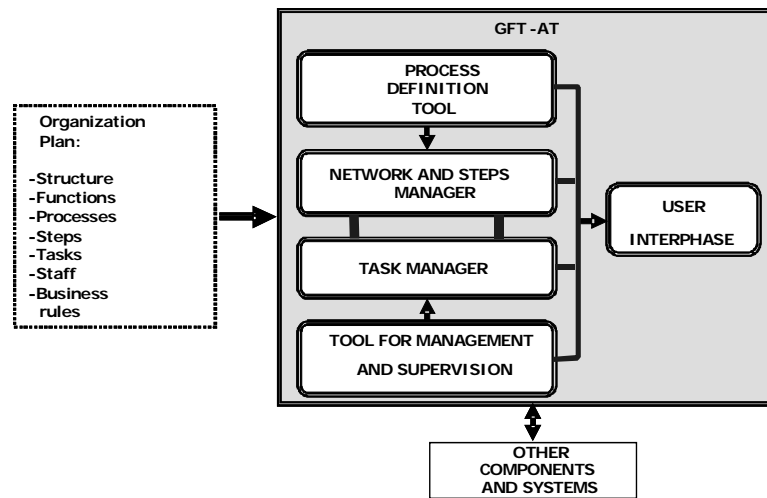 GFT -AT
PROCESS
DEFINITION
TOOL
Organization
Plan:
-Structure
-Functions
-Processes
-Steps
-Tasks
-Staff
-Business
rules
NETWORK AND STEPS
MANAGER
TASK MANAGER
TOOL FOR MANAGEMENT
AND SUPERVISION
USER
INTERPHASE
OTHER
COMPONENTS
AND SYSTEMS